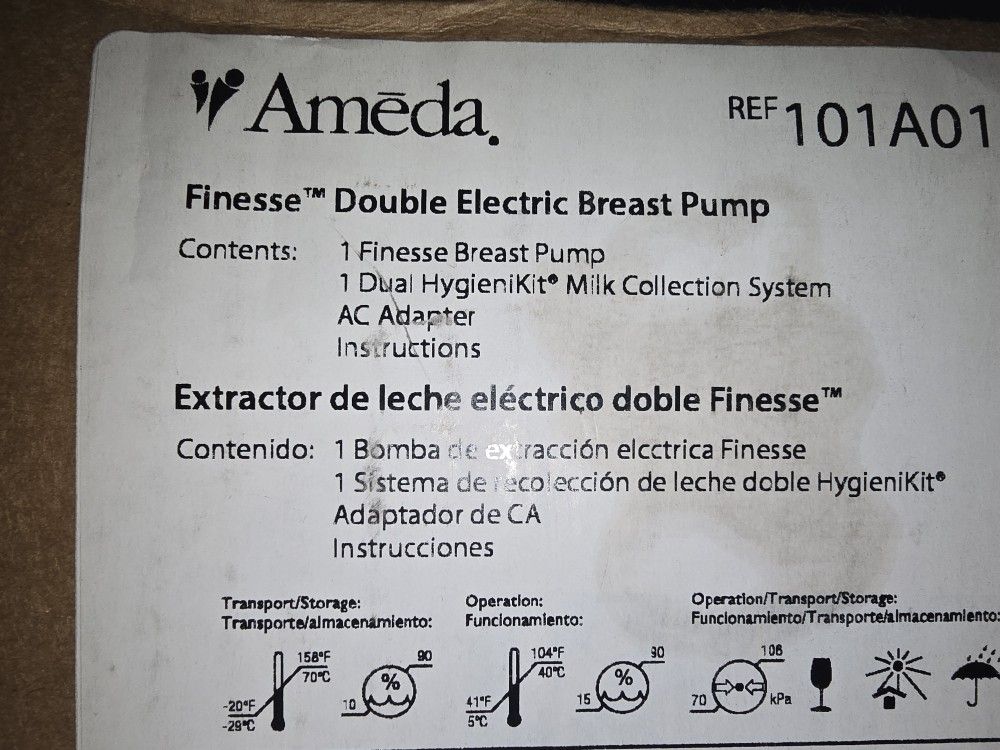 Amēda.
REF 101A01
Finesse™ Double Electric Breast Pump
Contents: 1 Finesse Breast Pump
1 Dual HygieniKit® Milk Collection System
AC Adapter
Instructions
Extractor de leche eléctrico doble Finesse™
Contenido: 1 Bomba de extracción elcctrica Finesse
1 Sistema de recolección de leche doble HygieniKit®
Adaptador de CA
Instrucciones
Transport/Storage:
Transporte/almacenamiento:
158°F
70°C
-20°F
-29°C
90
%
10
Operation:
Funcionamiento:
104°F
40°C
41°F
5°C
90
%
15
Operation/Transport/Storage:
Funcionamiento/Transporte/almacenamiento:
106
70
kPa